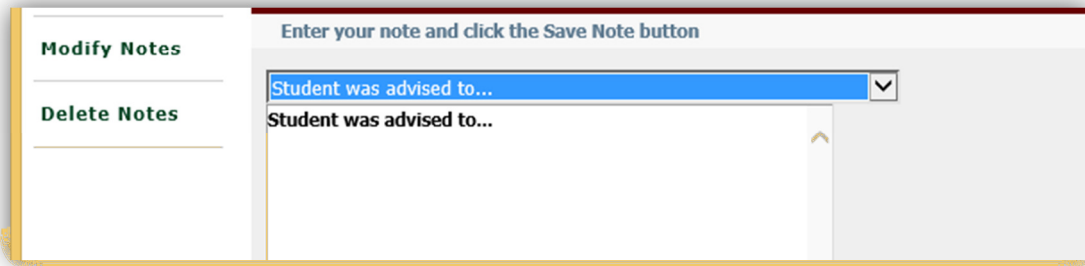 Modify Notes
Delete Notes
Enter your note and click the Save Note button
Student was advised to...
Student was advised to...